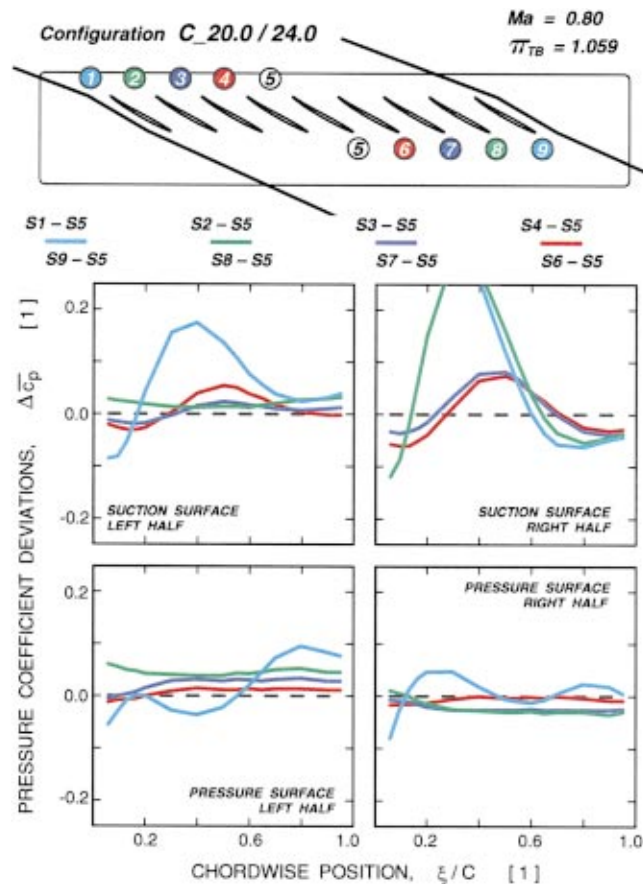 Configuration C_20.0 / 24.0
Ma = 0.80
π_TB = 1.059
1 2 3 4 5
5 6 7 8 9
S1 – S5 S2 – S5 S3 – S5 S4 – S5
S9 – S5 S8 – S5 S7 – S5 S6 – S5
PRESSURE COEFFICIENT DEVIATIONS, Δc̄p [1]
0.2
0.0
-0.2
SUCTION SURFACE
LEFT HALF
SUCTION SURFACE
RIGHT HALF
0.2
0.0
-0.2
PRESSURE SURFACE
LEFT HALF
PRESSURE SURFACE
RIGHT HALF
0.2 0.6 1.0
0.2 0.6 1.0
CHORDWISE POSITION, ξ/C [1]